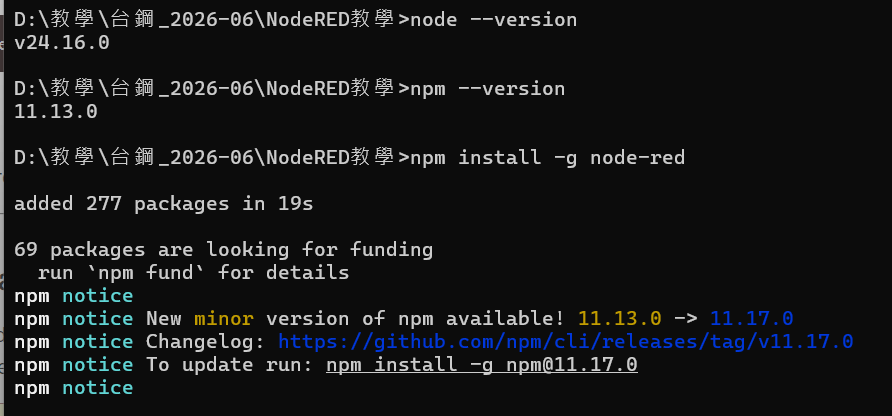 D:\教學\台鋼_2026-06\NodeRED教學>node --version
v24.16.0
D:\教學\台鋼_2026-06\NodeRED教學>npm --version
11.13.0
D:\教學\台鋼_2026-06\NodeRED教學>npm install -g node-red
added 277 packages in 19s
69 packages are looking for funding
  run `npm fund` for details
npm notice
npm notice New minor version of npm available! 11.13.0 -> 11.17.0
npm notice Changelog: https://github.com/npm/cli/releases/tag/v11.17.0
npm notice To update run: npm install -g npm@11.17.0
npm notice